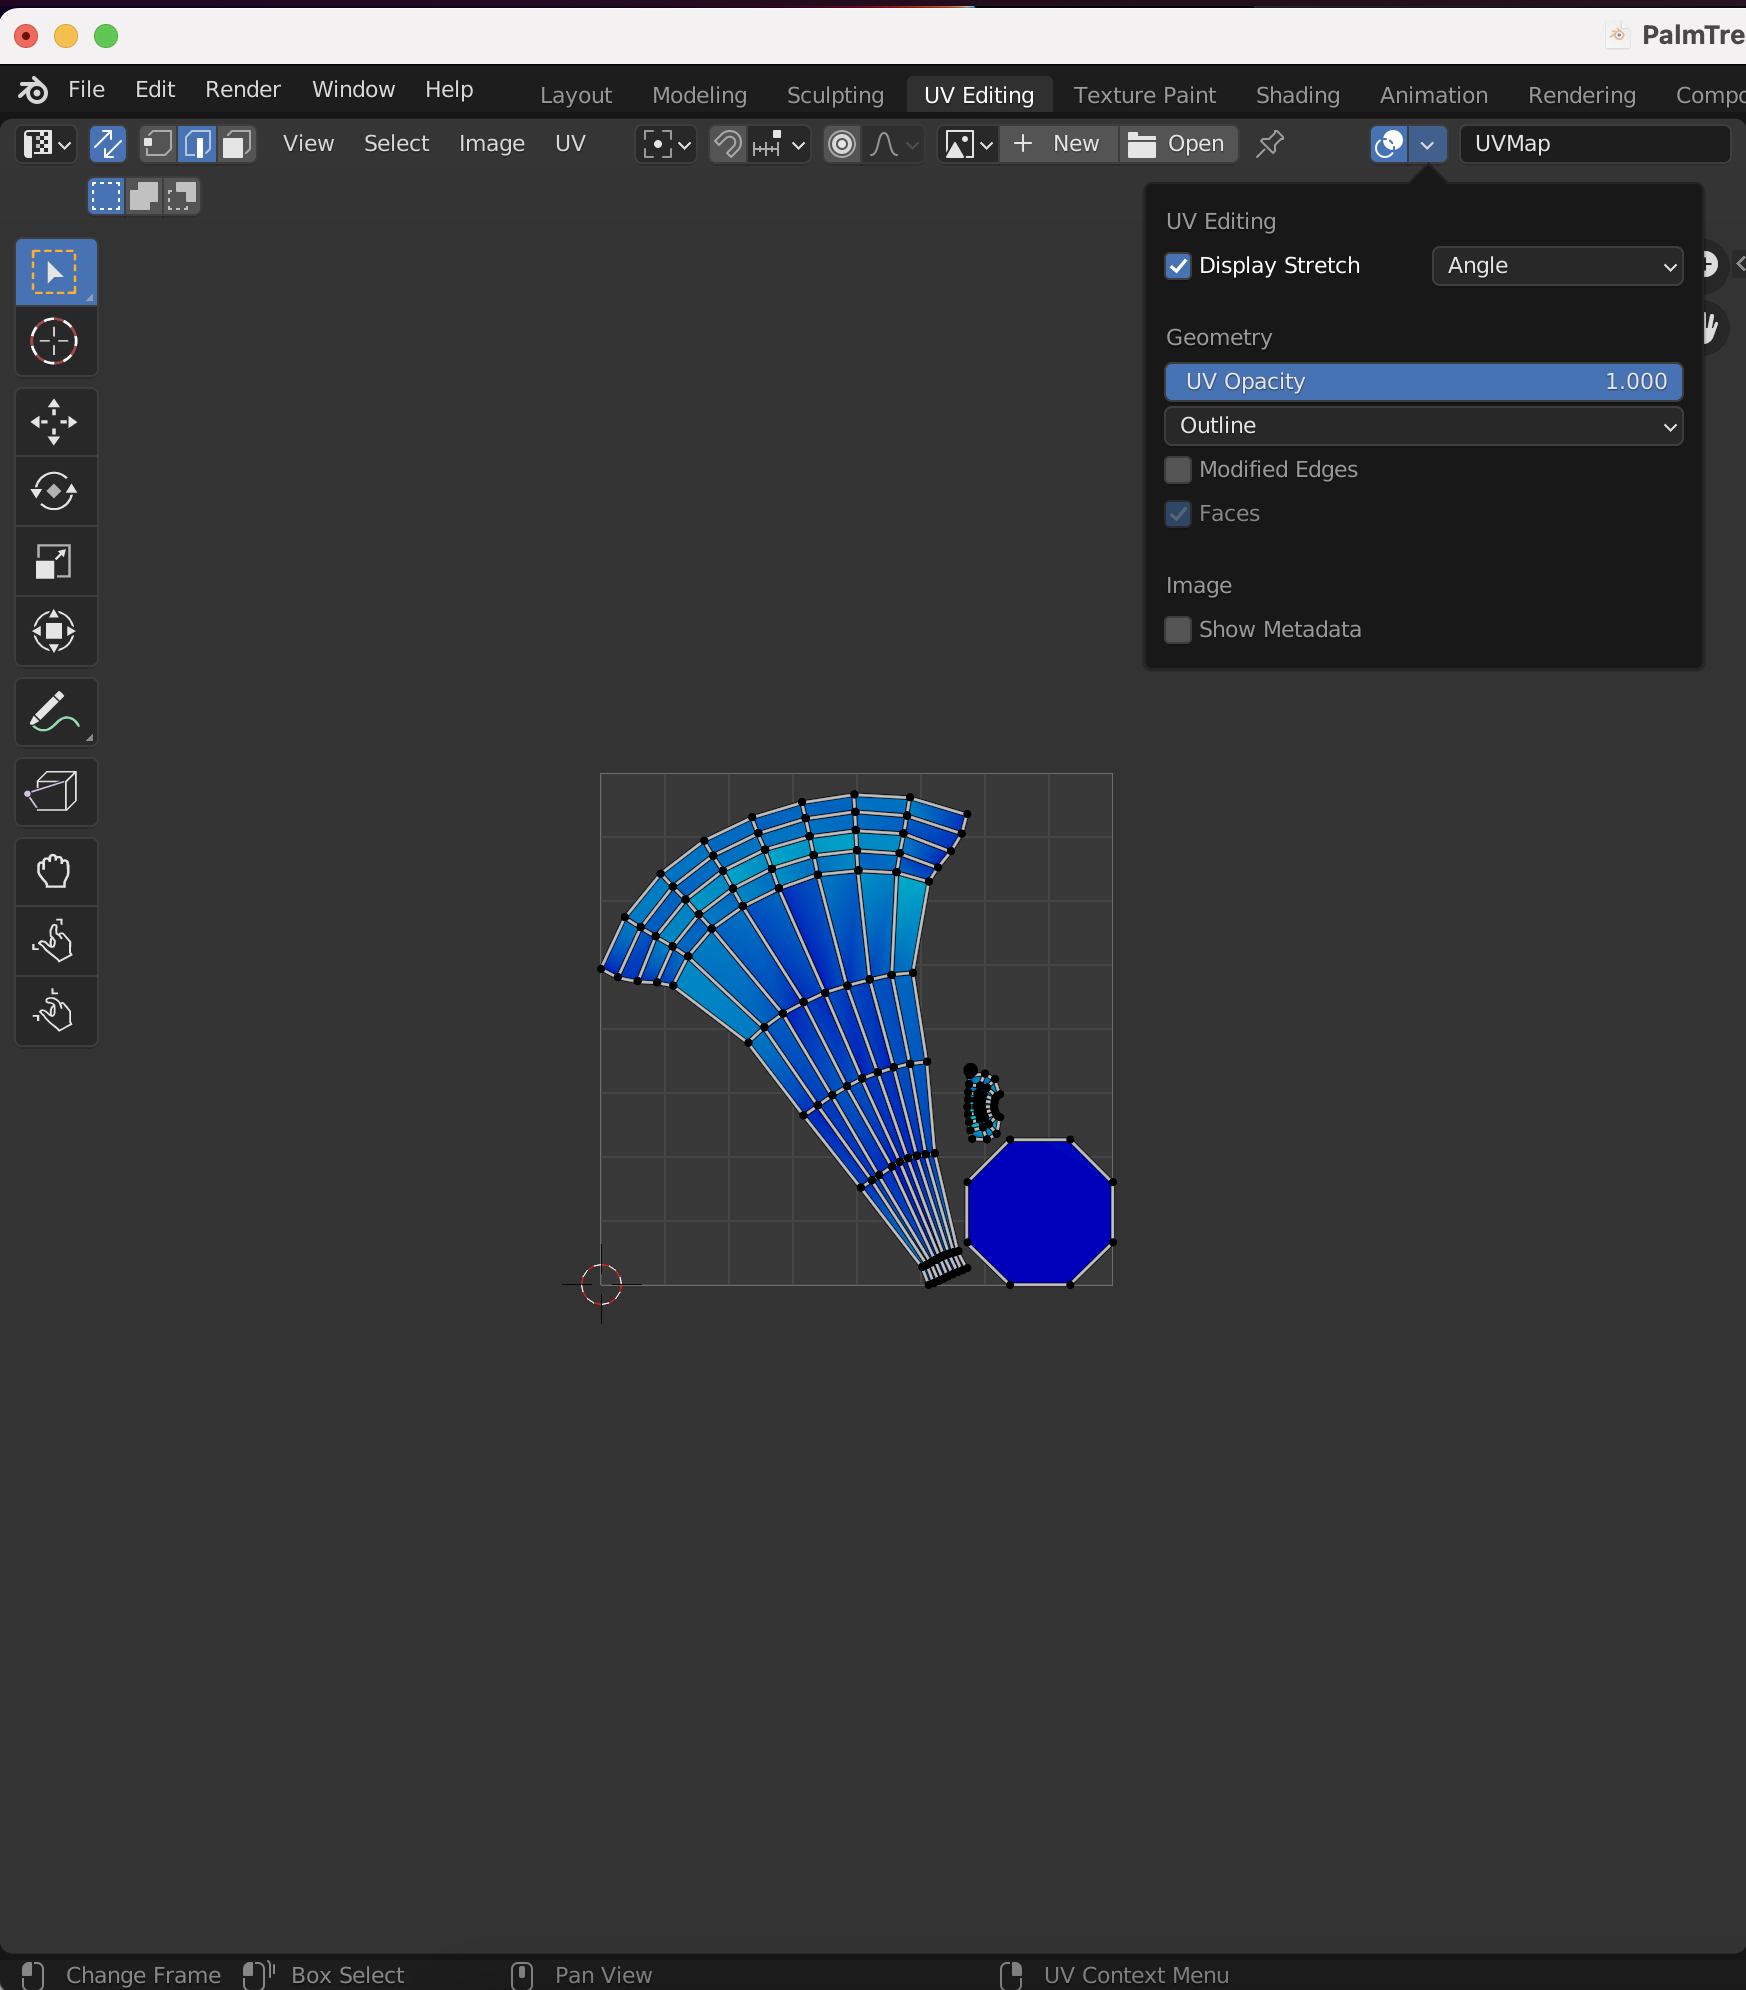 PalmTre
File Edit Render Window Help Layout Modeling Sculpting UV Editing Texture Paint Shading Animation Rendering Compo
View Select Image UV New Open UVMap
UV Editing
Display Stretch Angle
Geometry
UV Opacity 1.000
Outline
Modified Edges
Faces
Image
Show Metadata
Change Frame Box Select Pan View UV Context Menu